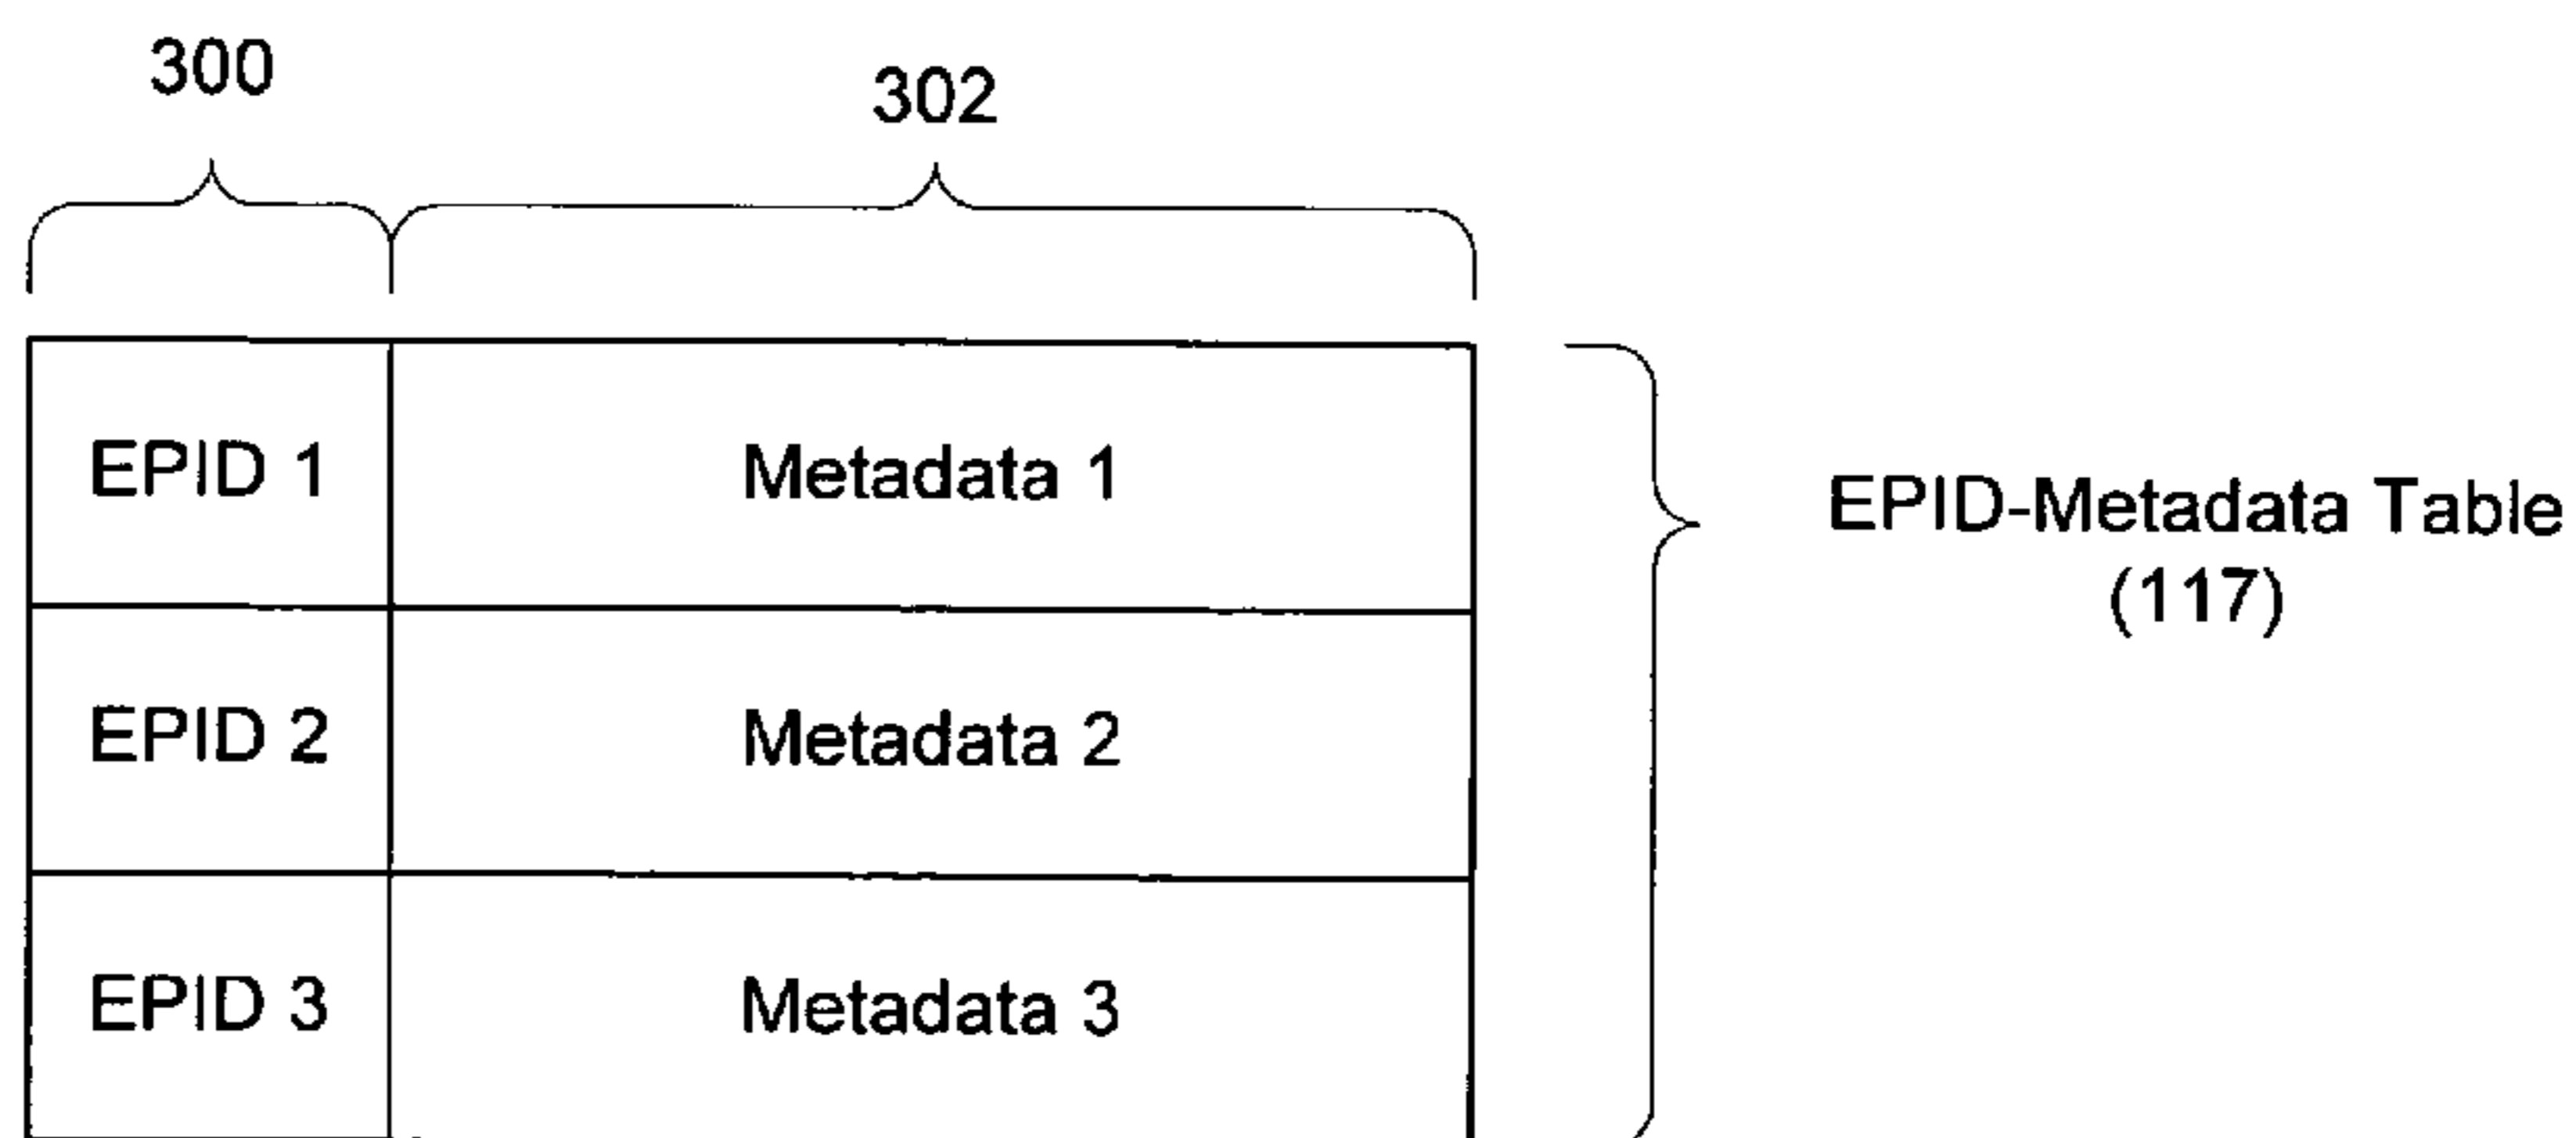 300
302
EPID 1
Metadata 1
EPID-Metadata Table
(117)
EPID 2
Metadata 2
EPID 3
Metadata 3